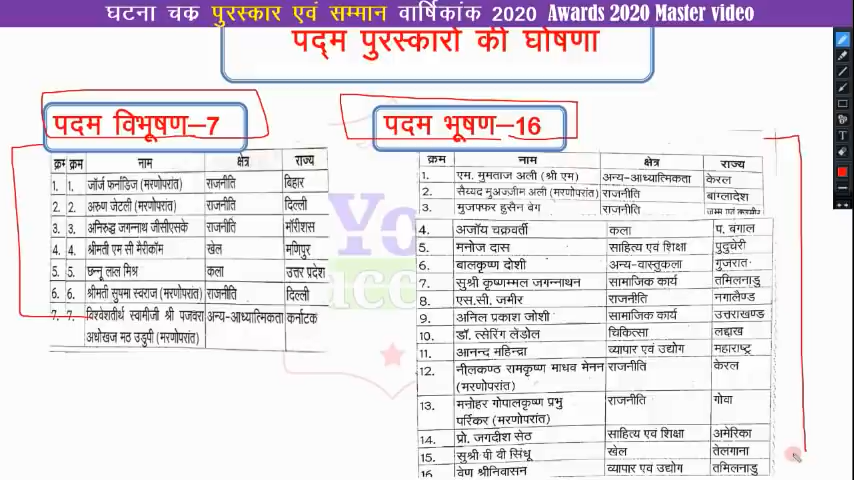 घटना चक पुरस्कार एवं सम्मान वार्षिकांक 2020 Awards 2020 Master video
पद्म पुरस्कारों की घोषणा
पदम विभूषण–7
क्रम क्रम नाम क्षेत्र राज्य
1. 1. जॉर्ज फर्नांडिज (मरणोपरांत) राजनीति बिहार
2. 2. अरुण जेटली (मरणोपरांत) राजनीति दिल्ली
3. 3. अनिरुद्ध जगन्नाथ जीसीएसके राजनीति मॉरीशस
4. 4. श्रीमती एम सी मैरीकॉम खेल मणिपुर
5. 5. छन्नू लाल मिश्र कला उत्तर प्रदेश
6. 6. श्रीमती सुषमा स्वराज (मरणोपरांत) राजनीति दिल्ली
7. 7. विश्वेशतीर्थ स्वामीजी श्री पजवरा अन्य-आध्यात्मिकता कर्नाटक
अधोखज मठ उडुपी (मरणोपरांत)
पदम भूषण–16
क्रम नाम क्षेत्र राज्य
1. एम. मुमताज अली (श्री एम) अन्य-आध्यात्मिकता केरल
2. सैय्यद मुअज्जिम अली (मरणोपरांत) राजनीति बाग्लादेश
3. मुजफ्फर हुसैन बेग राजनीति जम्मू एवं कश्मीर
4. अजॉय चक्रवर्ती कला प. बंगाल
5. मनोज दास साहित्य एवं शिक्षा पुदुचेरी
6. बालकृष्ण दोशी अन्य-वास्तुकला गुजरात
7. सुश्री कृष्णम्मल जगन्नाथन सामाजिक कार्य तमिलनाडु
8. एस.सी. जमीर राजनीति नगालैण्ड
9. अनिल प्रकाश जोशी सामाजिक कार्य उत्तराखण्ड
10. डॉ. त्सेरिंग लेंडोल चिकित्सा लद्दाख
11. आनन्द महिन्द्रा व्यापार एवं उद्योग महाराष्ट्र
12. नीलकण्ठ रामकृष्ण माधव मेनन राजनीति केरल
(मरणोपरांत)
13. मनोहर गोपालकृष्ण प्रभु राजनीति गोवा
पर्रिकर (मरणोपरांत)
14. प्रो. जगदीश सेठ साहित्य एवं शिक्षा अमेरिका
15. सुश्री पी वी सिंधू खेल तेलगाना
16 वेणु श्रीनिवासन व्यापार एवं उद्योग तमिलनाडु